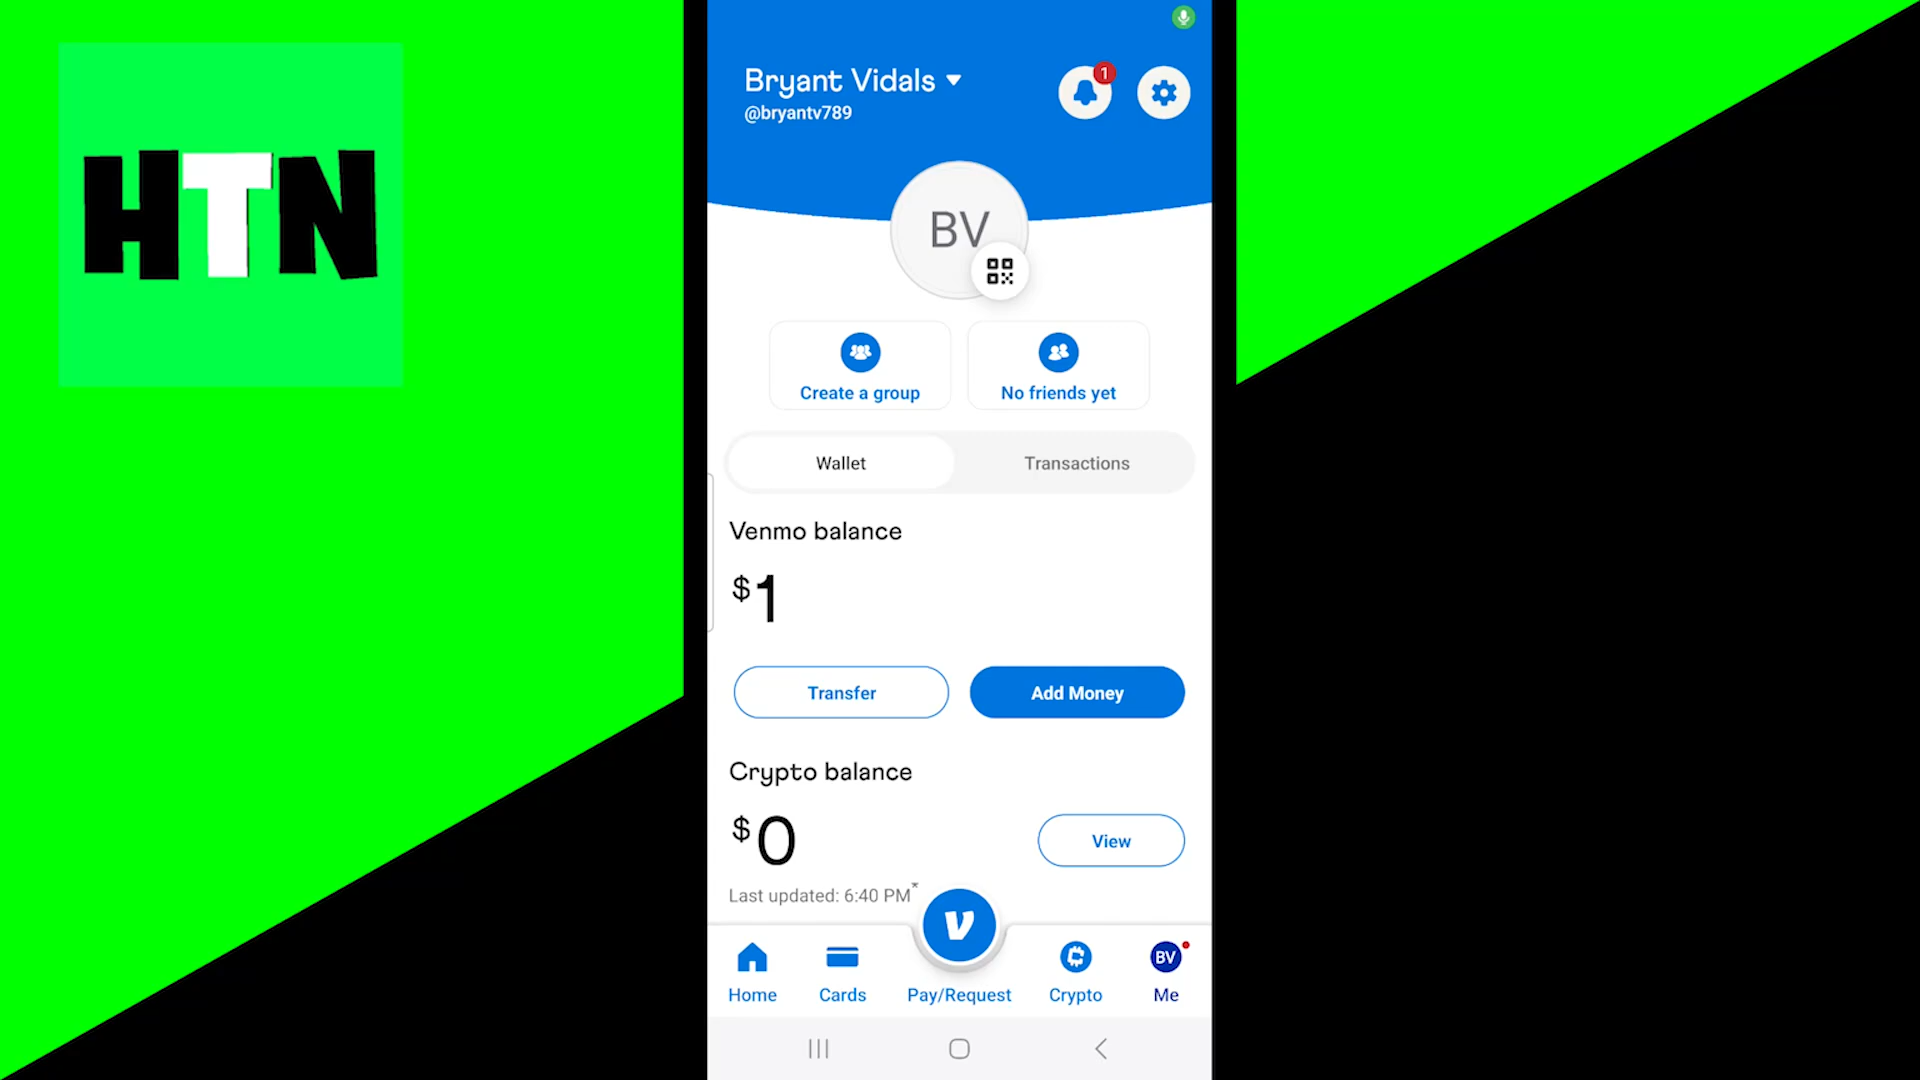 HTN
Bryant Vidals
1
@bryantv789
BV
Create a group
No friends yet
Wallet
Transactions
Venmo balance
$1
Transfer
Add Money
Crypto balance
$0
View
Last updated: 6:40 PM*
V
BV
Home
Cards
Pay/Request
Crypto
Me